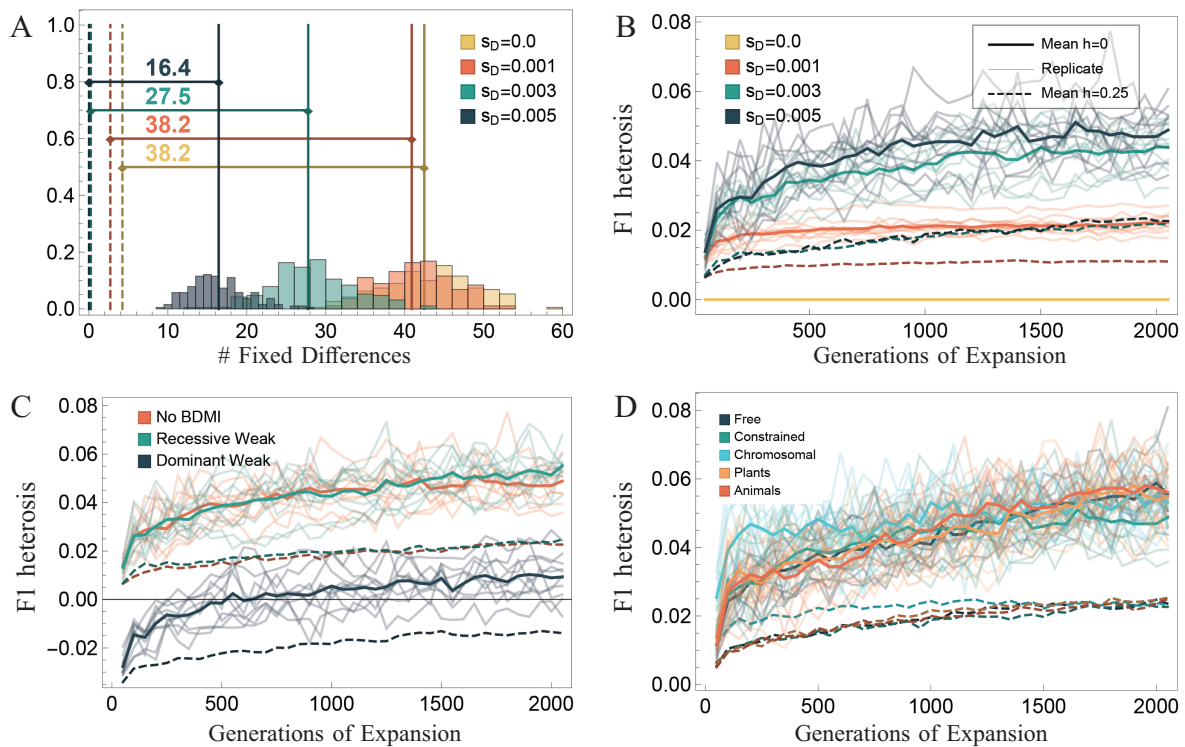 A
1.0
0.8
0.6
0.4
0.2
0.0
16.4
27.5
38.2
38.2
sD=0.0
sD=0.001
sD=0.003
sD=0.005
0 10 20 30 40 50 60
# Fixed Differences
B
F1 heterosis
0.08
0.06
0.04
0.02
0.00
sD=0.0
sD=0.001
sD=0.003
sD=0.005
Mean h=0
Replicate
Mean h=0.25
500 1000 1500 2000
Generations of Expansion
C
F1 heterosis
0.08
0.06
0.04
0.02
0.00
−0.02
No BDMI
Recessive Weak
Dominant Weak
0 500 1000 1500 2000
Generations of Expansion
D
F1 heterosis
0.08
0.06
0.04
0.02
0.00
Free
Constrained
Chromosomal
Plants
Animals
0 500 1000 1500 2000
Generations of Expansion